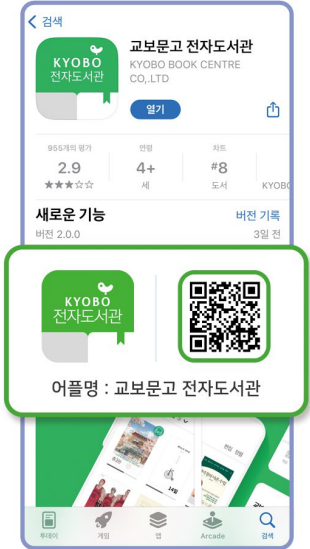 검색
KYOBO
전자도서관
교보문고 전자도서관
KYOBO BOOK CENTRE
CO,.LTD
열기
955개의 평가
연령
차트
2.9
4+
#8
★★★☆☆
세
도서
KYOBO
새로운 기능
버전 기록
버전 2.0.0
3일 전
KYOBO
전자도서관
어플명 : 교보문고 전자도서관
투데이
게임
앱
Arcade
검색